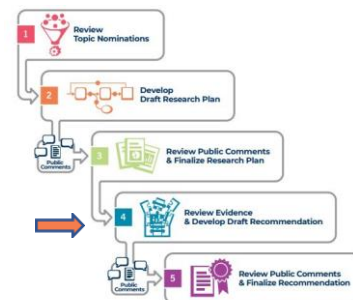 1
Review
Topic Nominations
2
Develop
Draft Research Plan
Public
Comments
3
Review Public Comments
& Finalize Research Plan
4
Review Evidence
& Develop Draft Recommendation
Public
Comments
5
Review Public Comments
& Finalize Recommendation